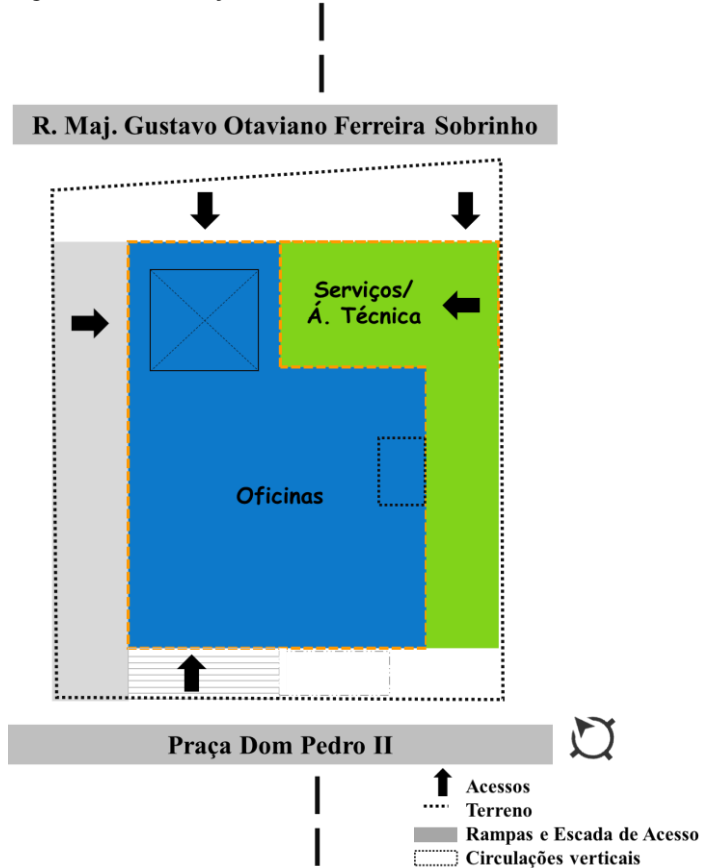 R. Maj. Gustavo Otaviano Ferreira Sobrinho
Serviços/
Á. Técnica
Oficinas
Praça Dom Pedro II
Acessos
Terreno
Rampas e Escada de Acesso
Circulações verticais